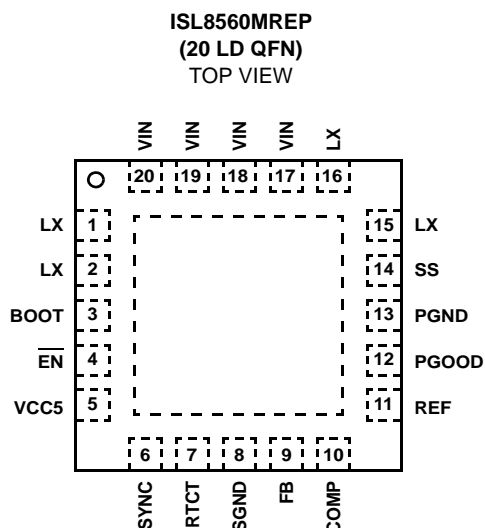 ISL8560MREP
(20 LD QFN)
TOP VIEW
VIN VIN VIN VIN LX
20 19 18 17 16
LX 1
LX 2
BOOT 3
EN 4
VCC5 5
15 LX
14 SS
13 PGND
12 PGOOD
11 REF
6 7 8 9 10
SYNC RTCT SGND FB COMP